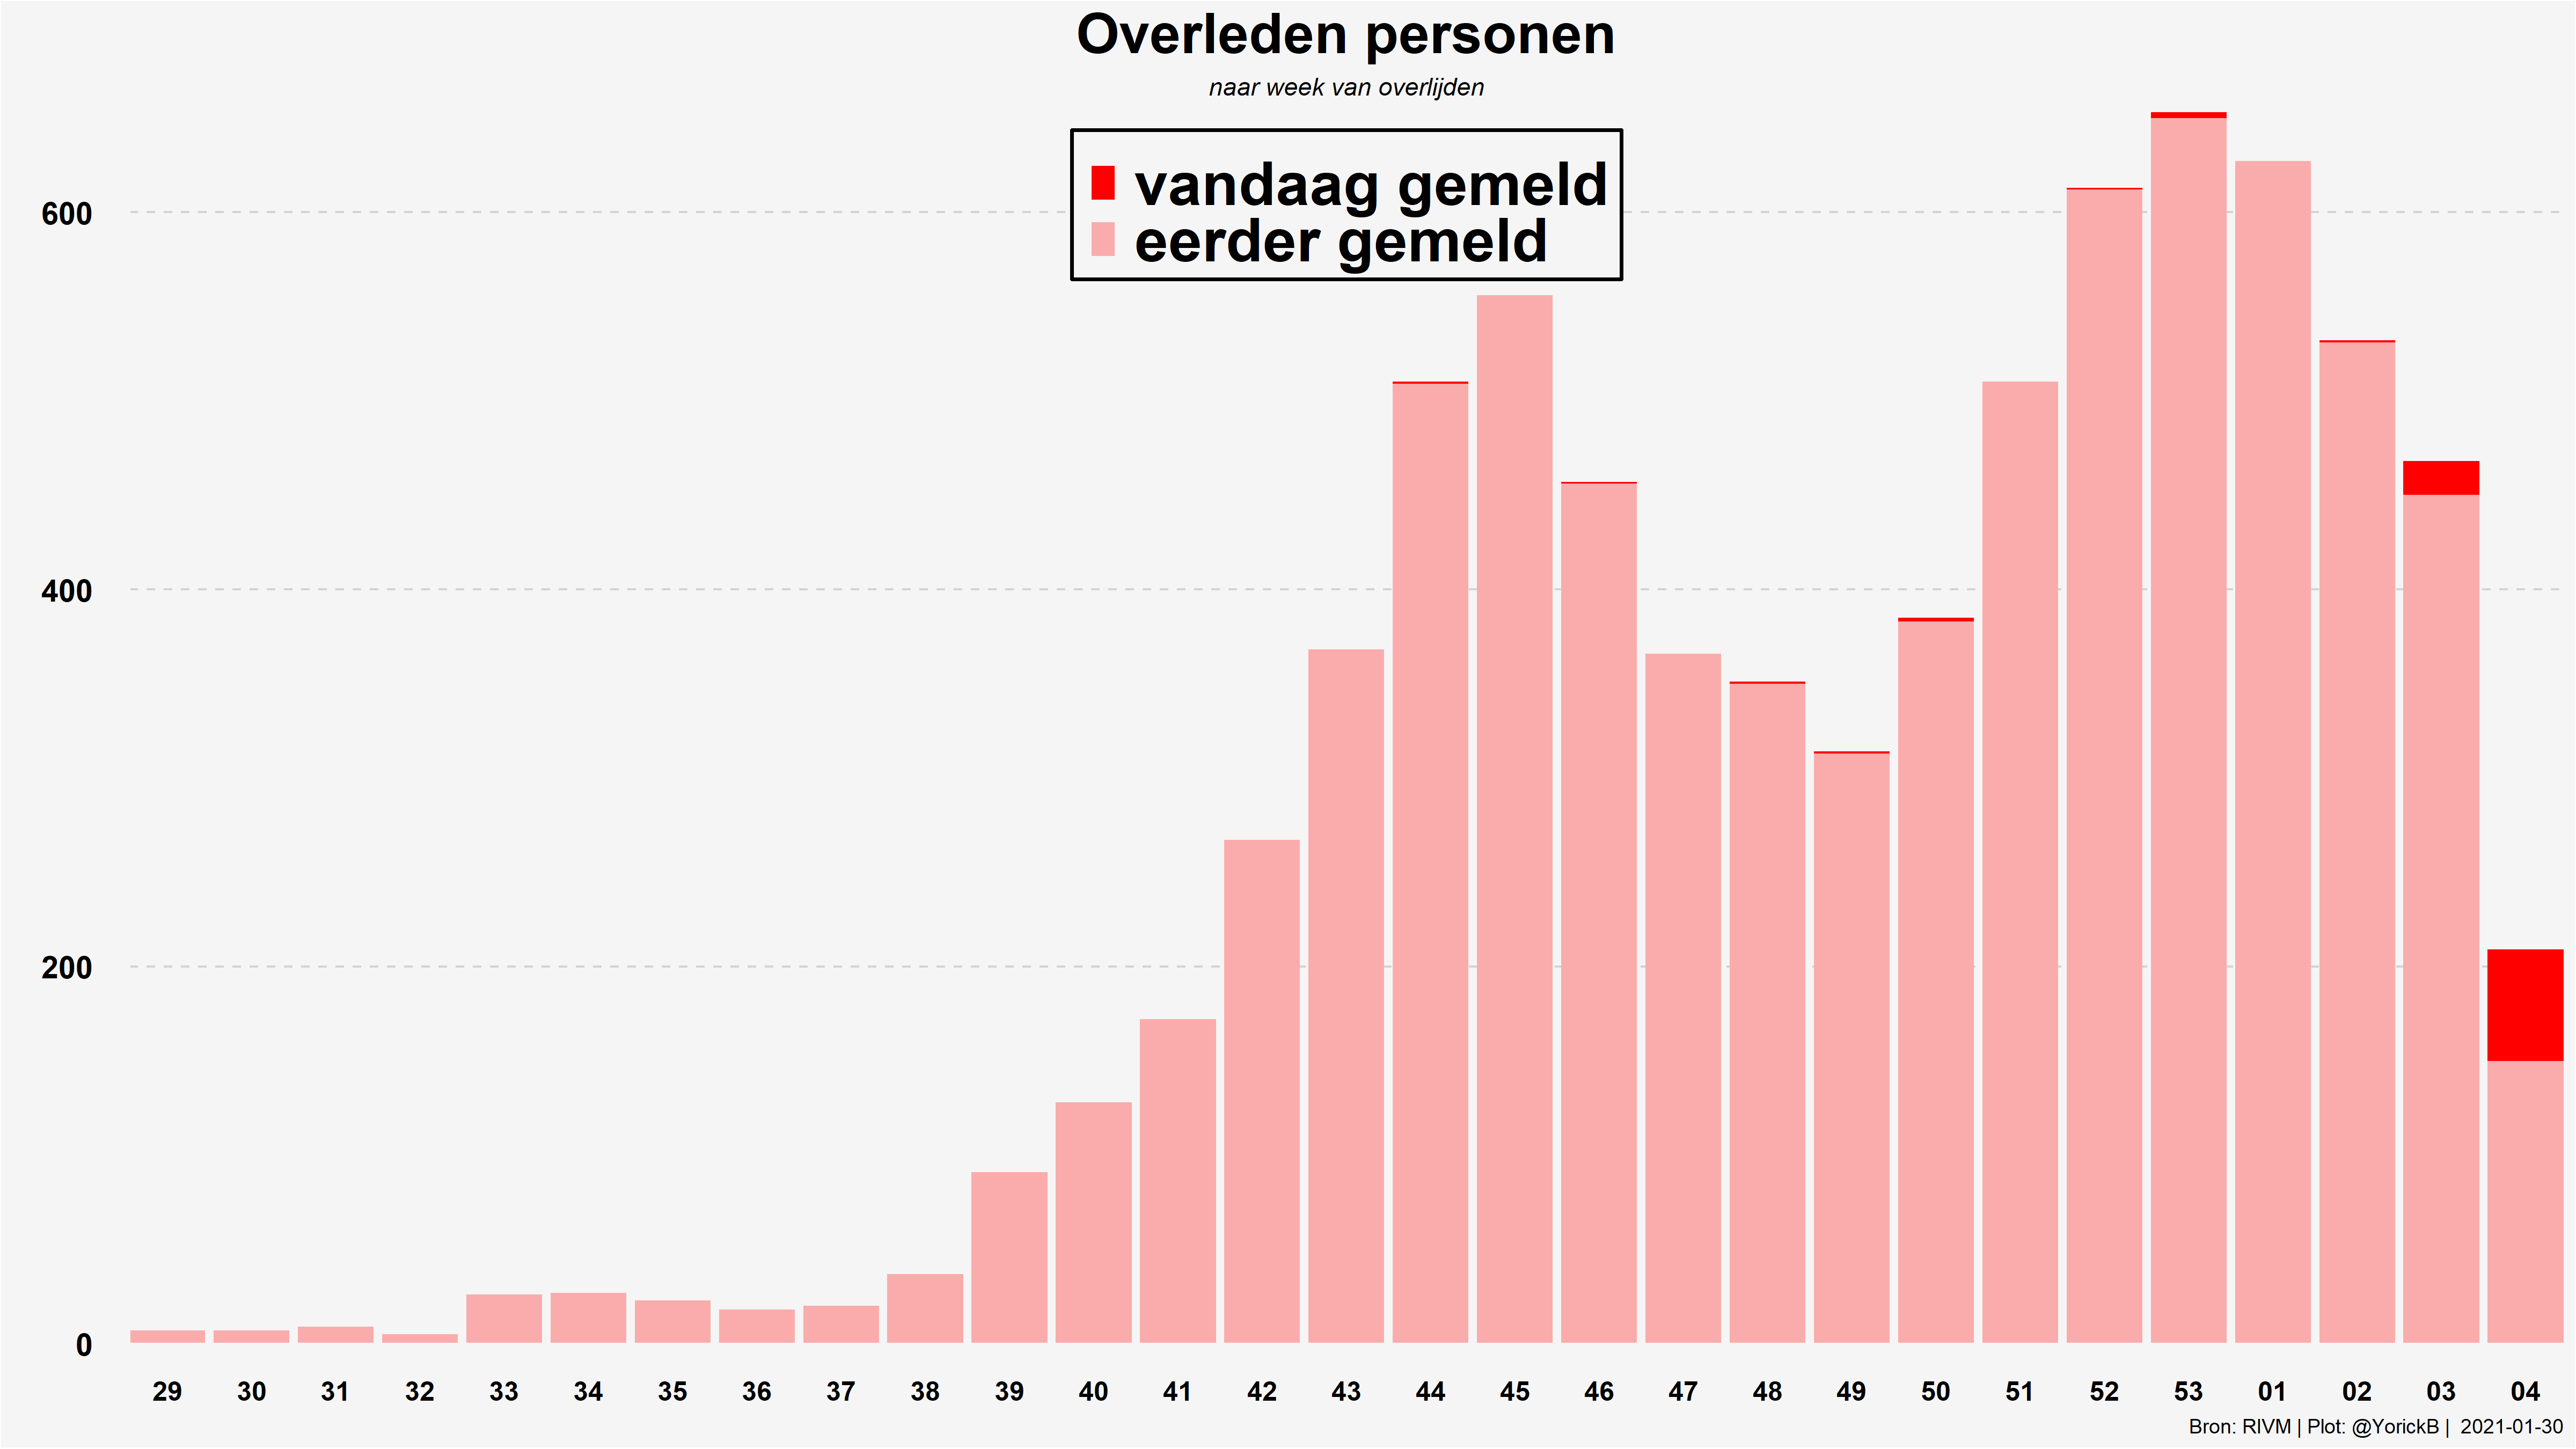 Overleden personen
naar week van overlijden
vandaag gemeld
eerder gemeld
600
400
200
0
29 30 31 32 33 34 35 36 37 38 39 40 41 42 43 44 45 46 47 48 49 50 51 52 53 01 02 03 04
Bron: RIVM | Plot: @YorickB | 2021-01-30